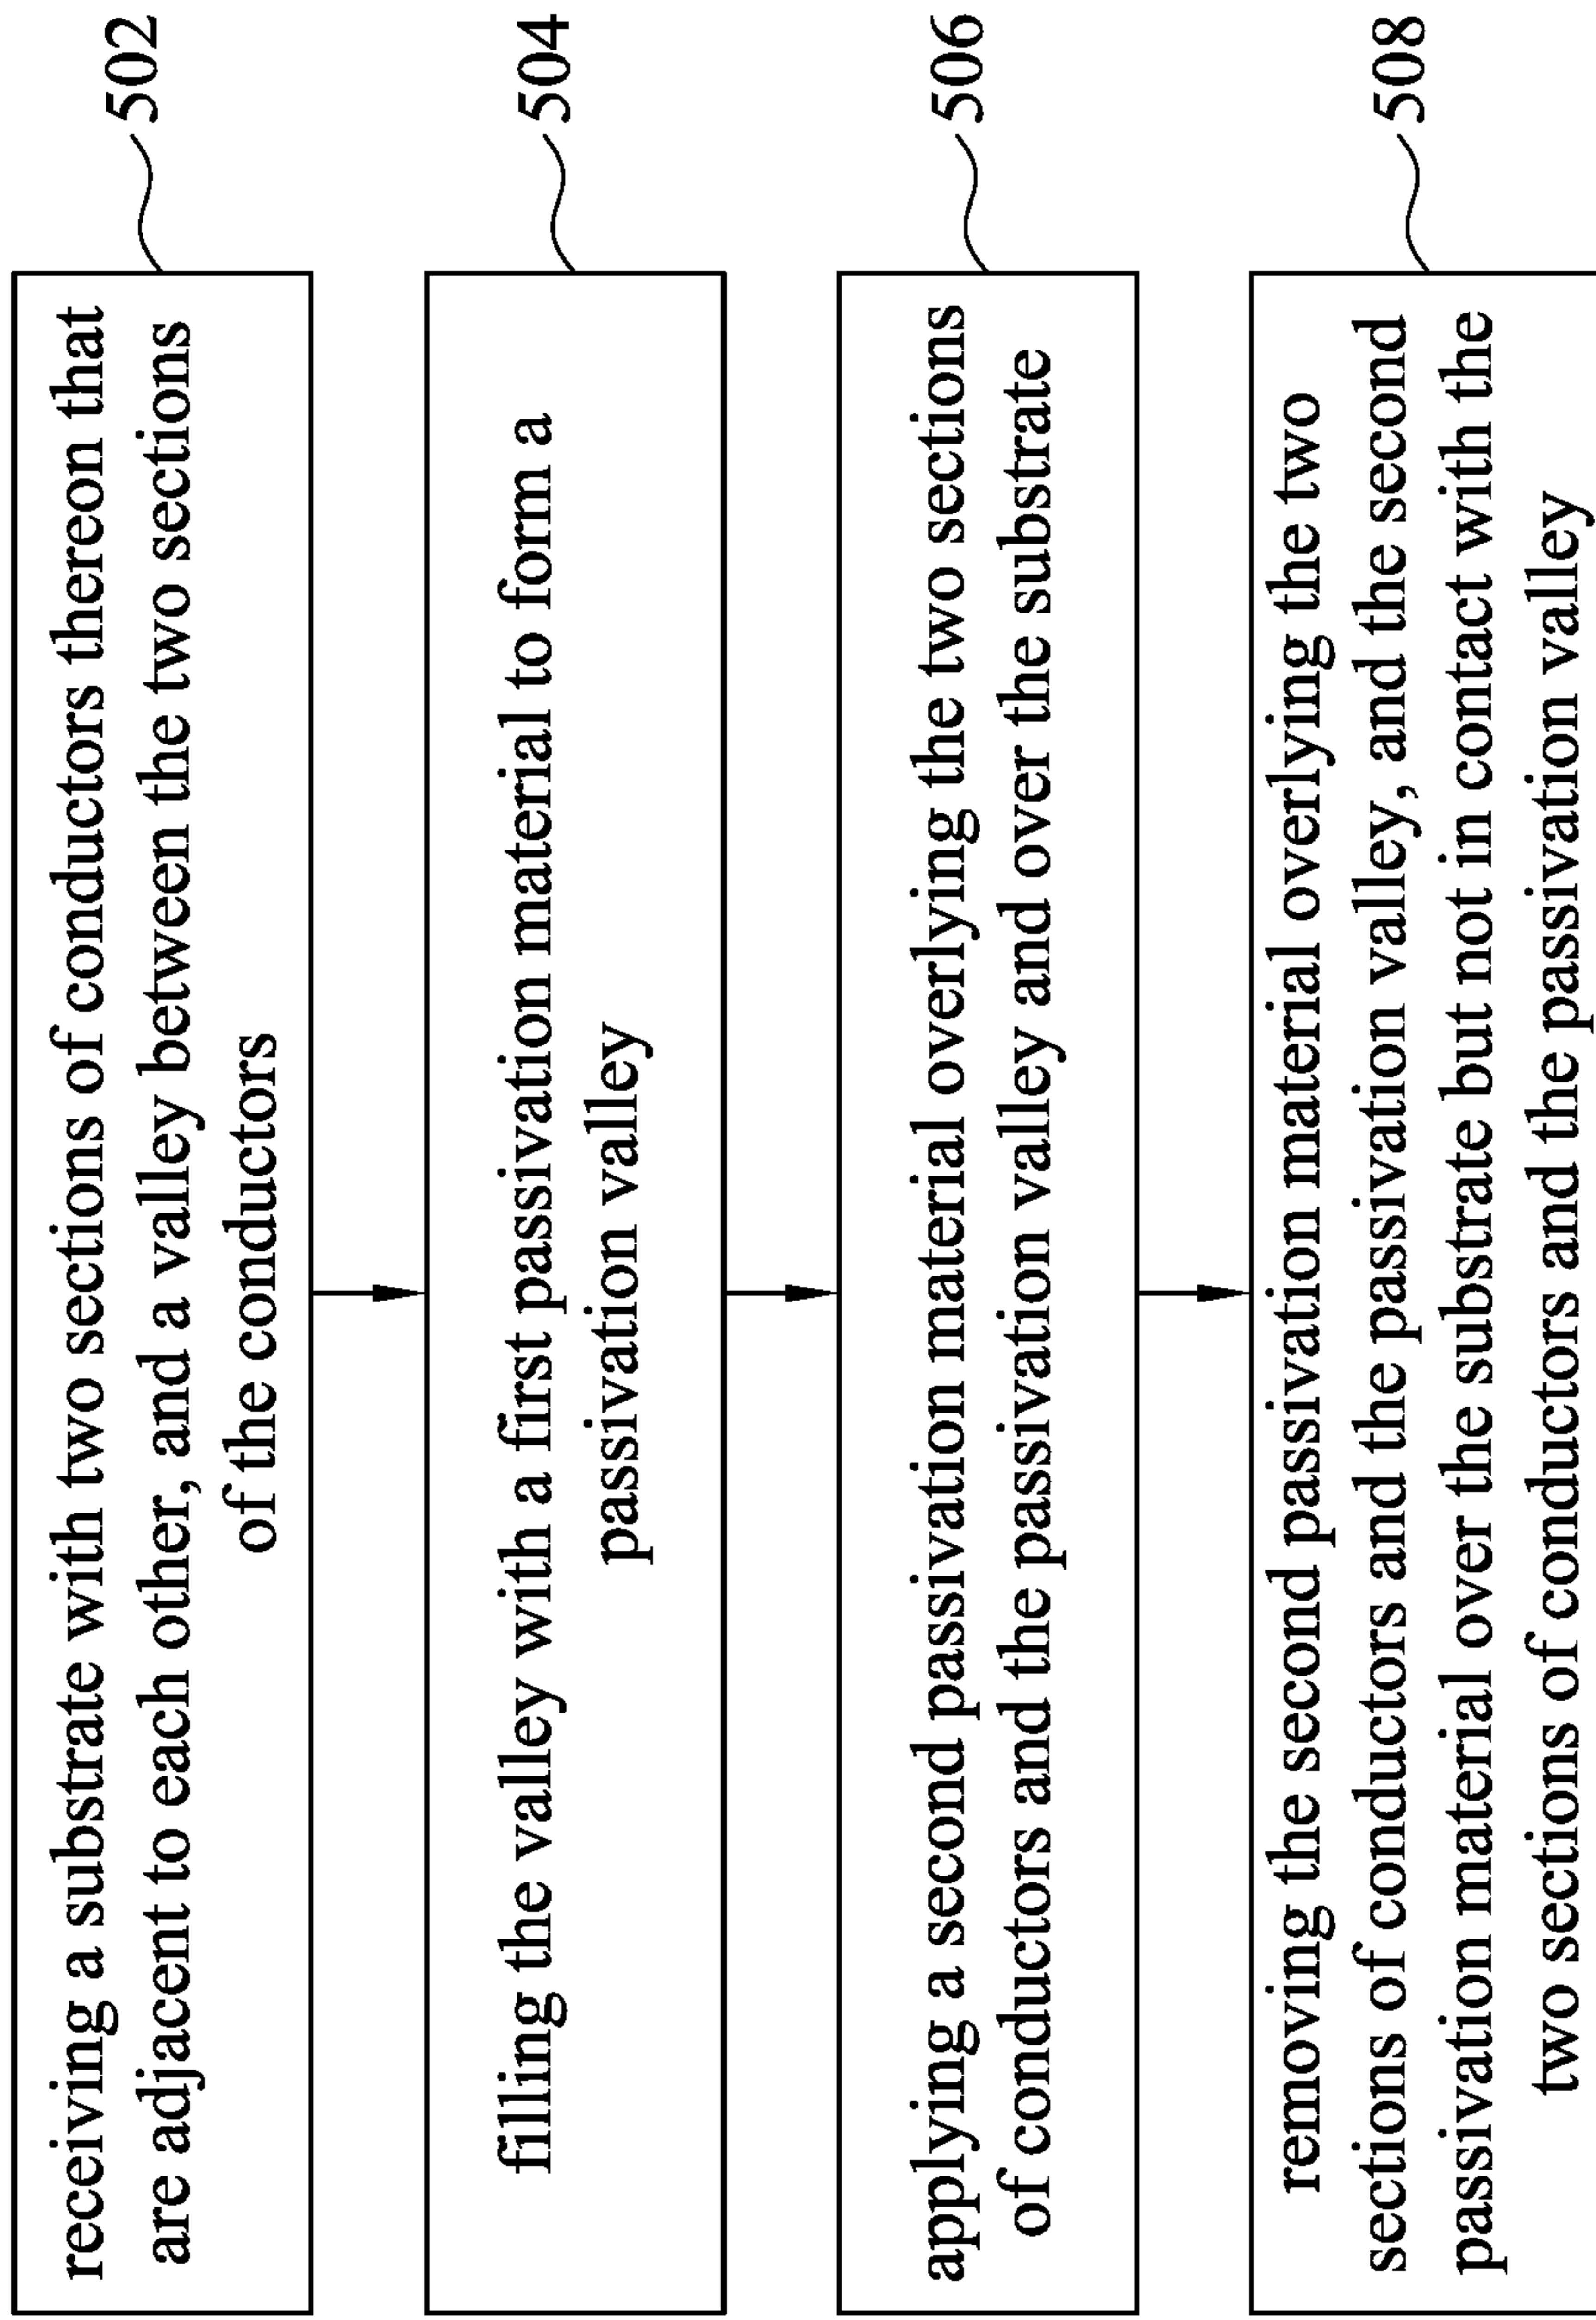 502
receiving a substrate with two sections of conductors thereon that
are adjacent to each other, and a valley between the two sections
of the conductors
504
filling the valley with a first passivation material to form a
passivation valley
506
applying a second passivation material overlying the two sections
of conductors and the passivation valley and over the substrate
508
removing the second passivation material overlying the two
sections of conductors and the passivation valley, and the second
passivation material over the substrate but not in contact with the
two sections of conductors and the passivation valley